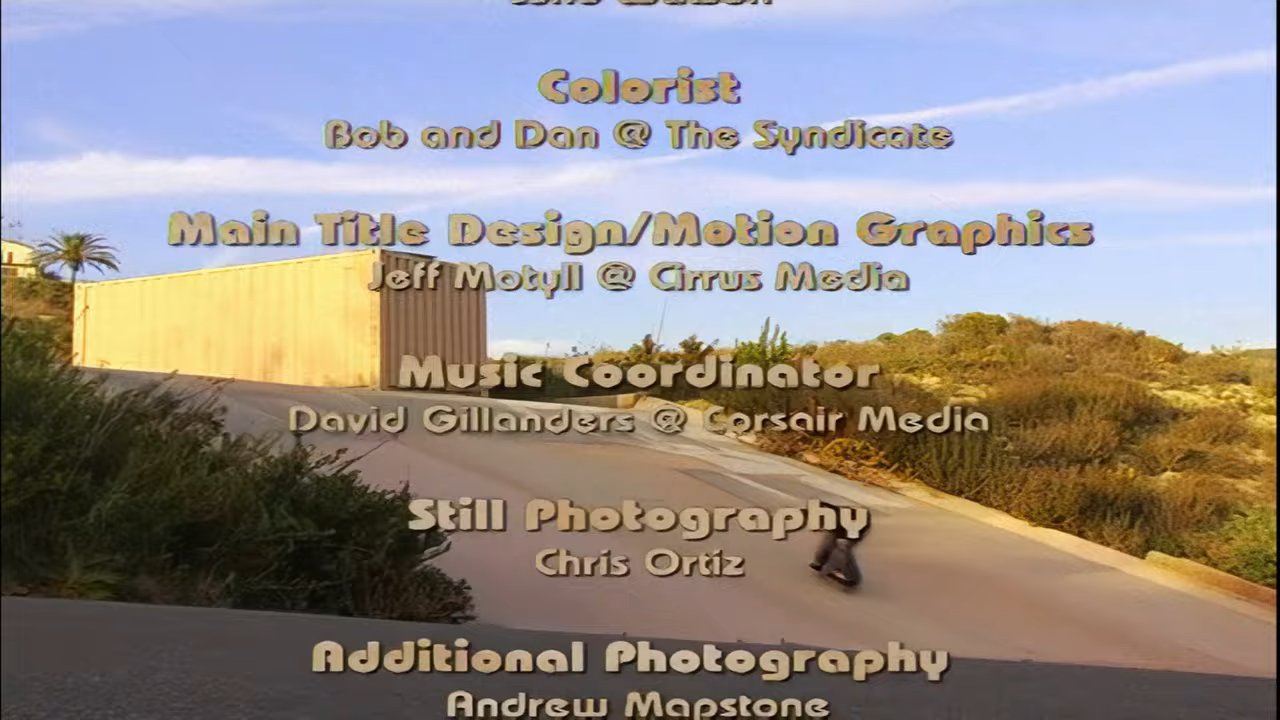 Colorist
Bob and Dan @ The Syndicate
Main Title Design/Motion Graphics
Jeff Motyll @ Cirrus Media
Music Coordinator
David Gillanders @ Corsair Media
Still Photography
Chris Ortiz
Additional Photography
Andrew Mapstone